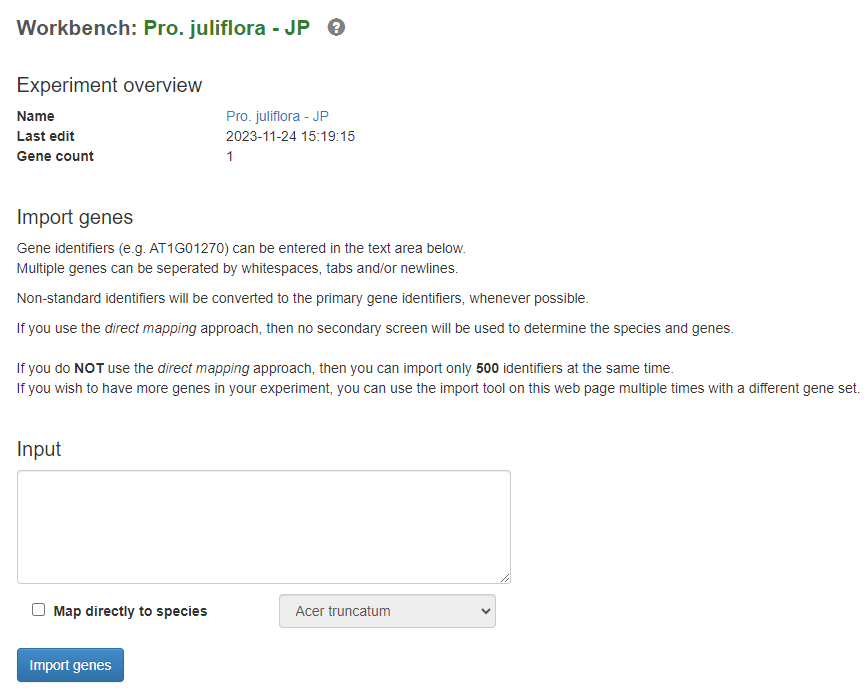 Workbench: Pro. juliflora - JP ?
Experiment overview
Name Pro. juliflora - JP
Last edit 2023-11-24 15:19:15
Gene count 1
Import genes
Gene identifiers (e.g. AT1G01270) can be entered in the text area below.
Multiple genes can be seperated by whitespaces, tabs and/or newlines.
Non-standard identifiers will be converted to the primary gene identifiers, whenever possible.
If you use the direct mapping approach, then no secondary screen will be used to determine the species and genes.
If you do NOT use the direct mapping approach, then you can import only 500 identifiers at the same time.
If you wish to have more genes in your experiment, you can use the import tool on this web page multiple times with a different gene set.
Input
Map directly to species Acer truncatum
Import genes